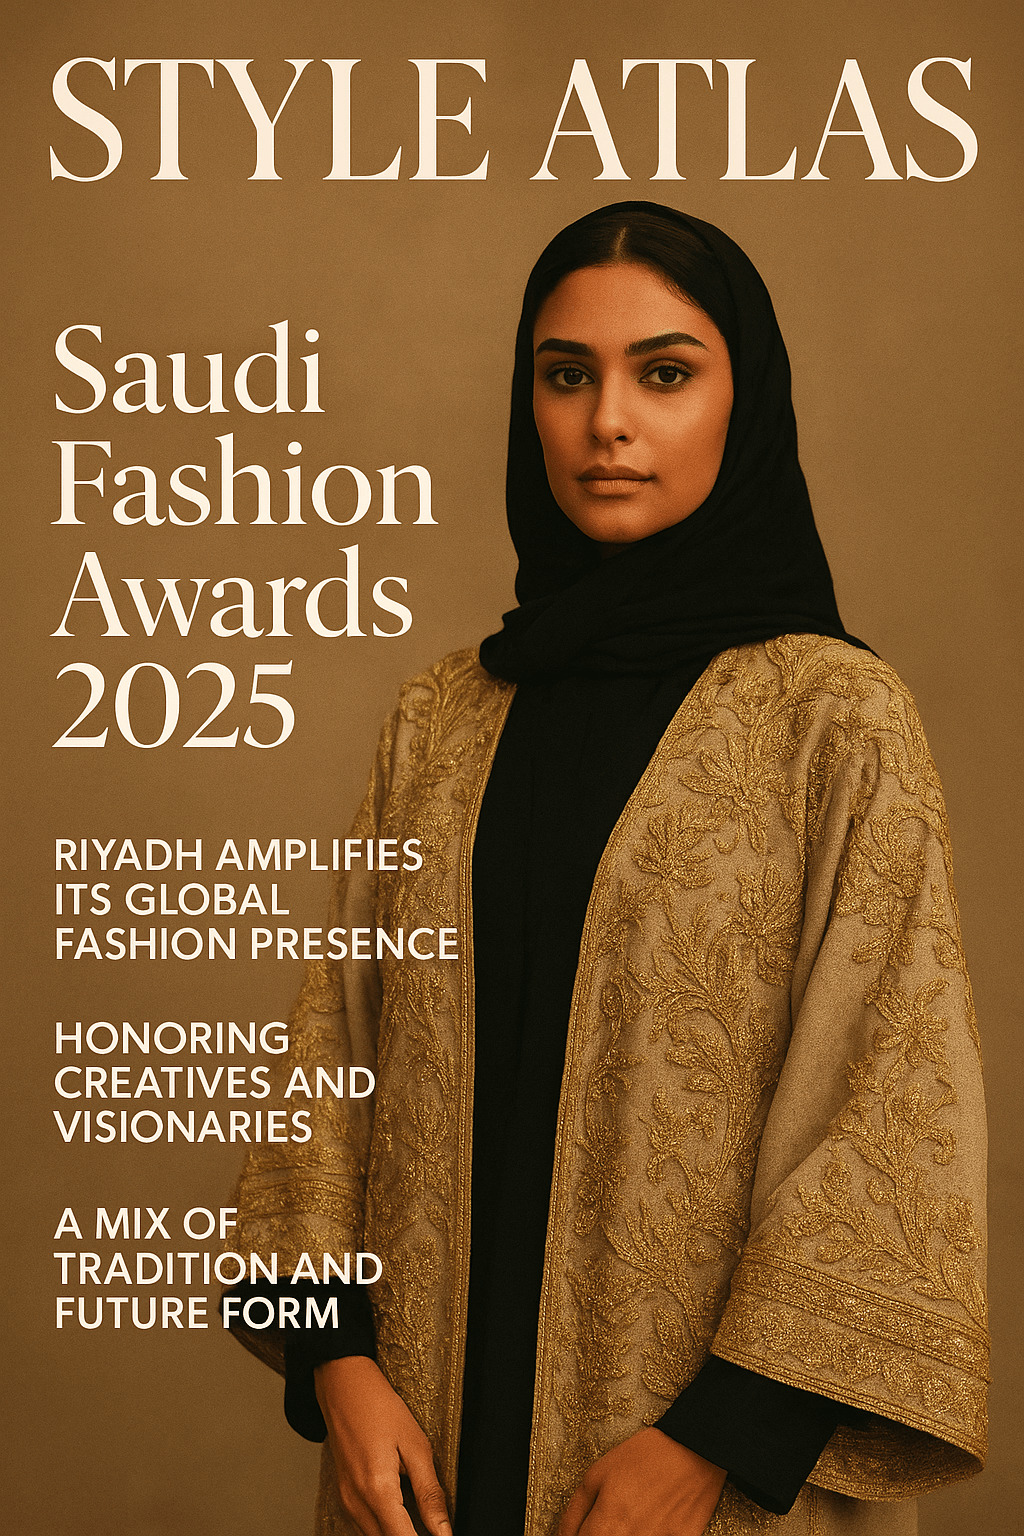 STYLE ATLAS
Saudi
Fashion
Awards
2025
RIYADH AMPLIFIES
ITS GLOBAL
FASHION PRESENCE
HONORING
CREATIVES AND
VISIONARIES
A MIX OF
TRADITION AND
FUTURE FORM